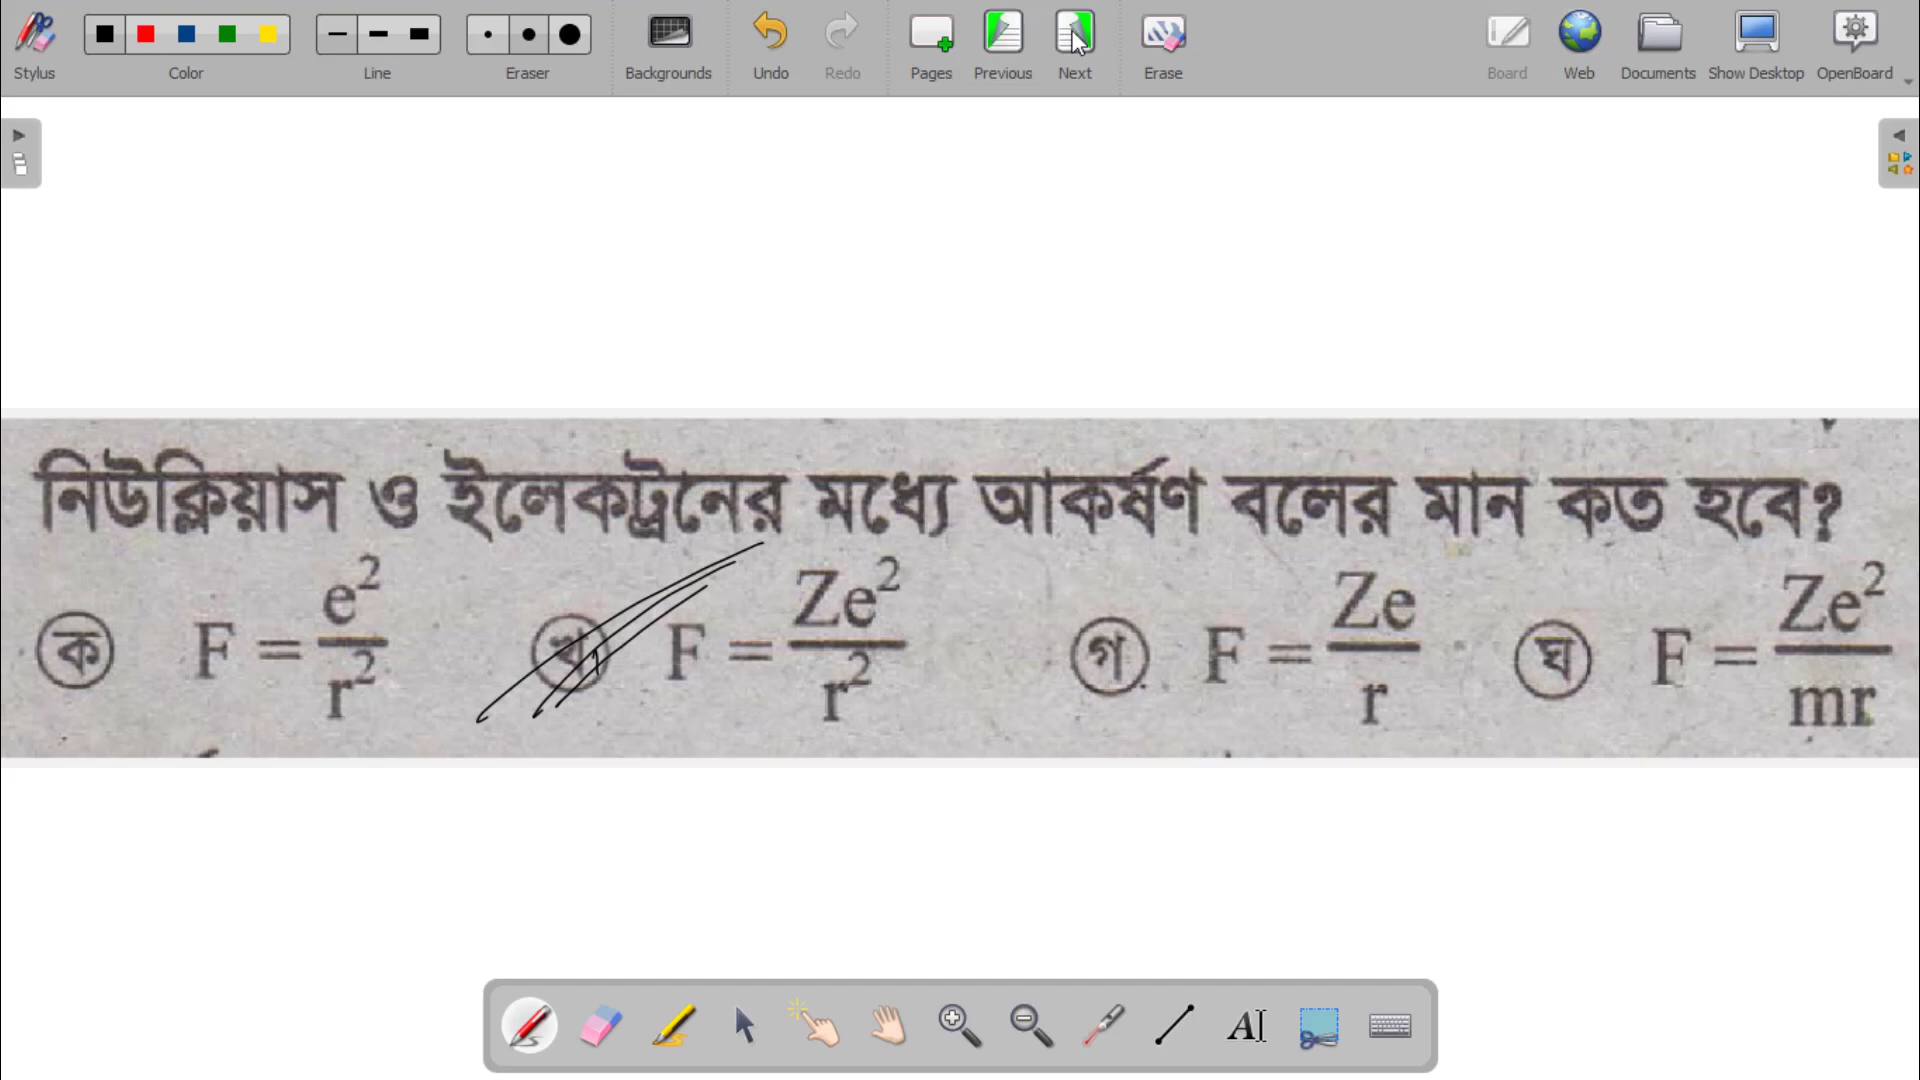 Stylus Color Line Eraser Backgrounds Undo Redo Pages Previous Next Erase Board Web Documents Show Desktop OpenBoard
নিউক্লিয়াস ও ইলেকট্রনের মধ্যে আকর্ষণ বলের মান কত হবে?
ক F = e²/r² খ F = Ze²/r² গ F = Ze/r ঘ F = Ze²/mr